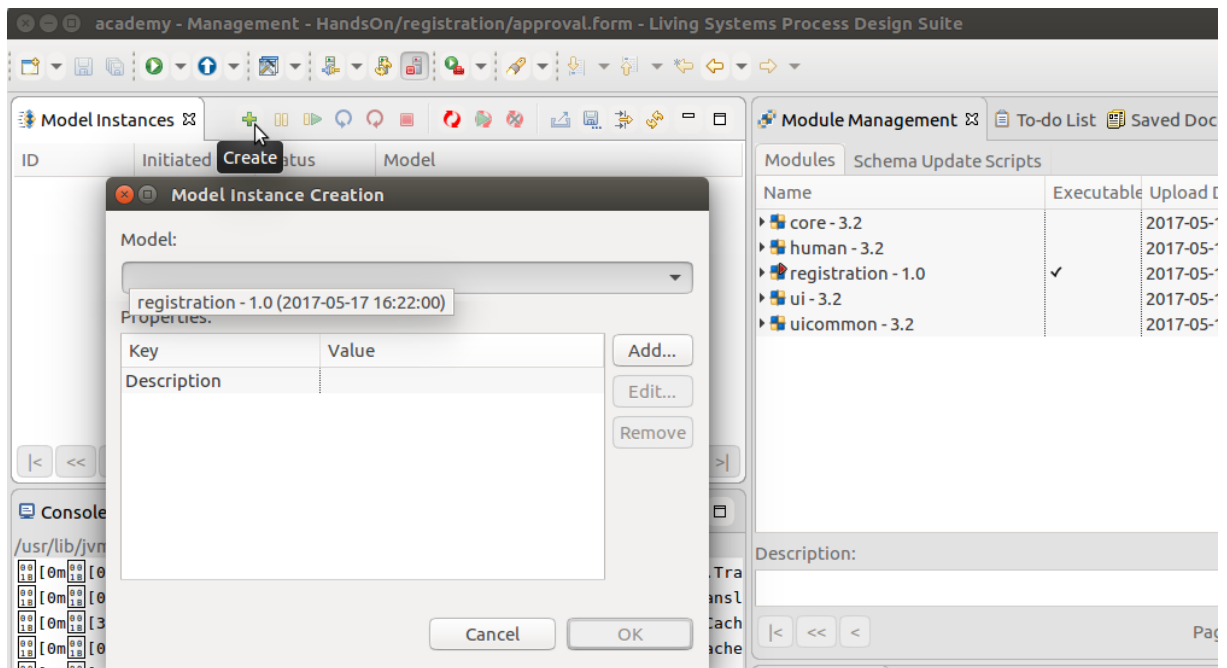 academy - Management - HandsOn/registration/approval.form - Living Systems Process Design Suite
Model Instances
Module Management
To-do List
Saved Doc
ID
Initiated
Create
atus
Model
Modules
Schema Update Scripts
Name
Executable
Upload D
core - 3.2
2017-05-1
human - 3.2
2017-05-1
registration - 1.0
2017-05-1
ui - 3.2
2017-05-1
uicommon - 3.2
2017-05-1
Model Instance Creation
Model:
registration - 1.0 (2017-05-17 16:22:00)
Properties:
Key
Value
Description
Add...
Edit...
Remove
Cancel
OK
|<
<<
>|
Console
/usr/lib/jvm
[0m [0
.Tra
[0m [0
ansl
[0m [3
Cach
[0m [0
ache
Description:
|<
<<
<
Pag